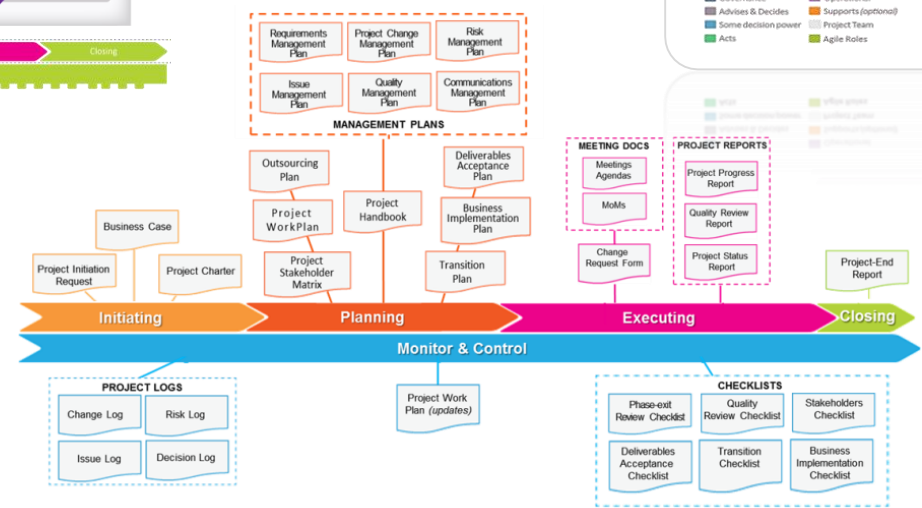 Closing
Advises & Decides
Supports (optional)
Some decision power
Project Team
Acts
Agile Roles
Requirements
Management
Plan
Project Change
Management
Plan
Risk
Management
Plan
Issue
Management
Plan
Quality
Management
Plan
Communications
Management
Plan
MANAGEMENT PLANS
Outsourcing
Plan
Project
WorkPlan
Project
Stakeholder
Matrix
Project
Handbook
Deliverables
Acceptance
Plan
Business
Implementation
Plan
Transition
Plan
MEETING DOCS
Meetings
Agendas
MoMs
Change
Request Form
PROJECT REPORTS
Project Progress
Report
Quality Review
Report
Project Status
Report
Business Case
Project Initiation
Request
Project Charter
Project-End
Report
Initiating
Planning
Executing
Closing
Monitor & Control
PROJECT LOGS
Change Log
Risk Log
Issue Log
Decision Log
Project Work
Plan (updates)
CHECKLISTS
Phase-exit
Review Checklist
Quality
Review Checklist
Stakeholders
Checklist
Deliverables
Acceptance
Checklist
Transition
Checklist
Business
Implementation
Checklist